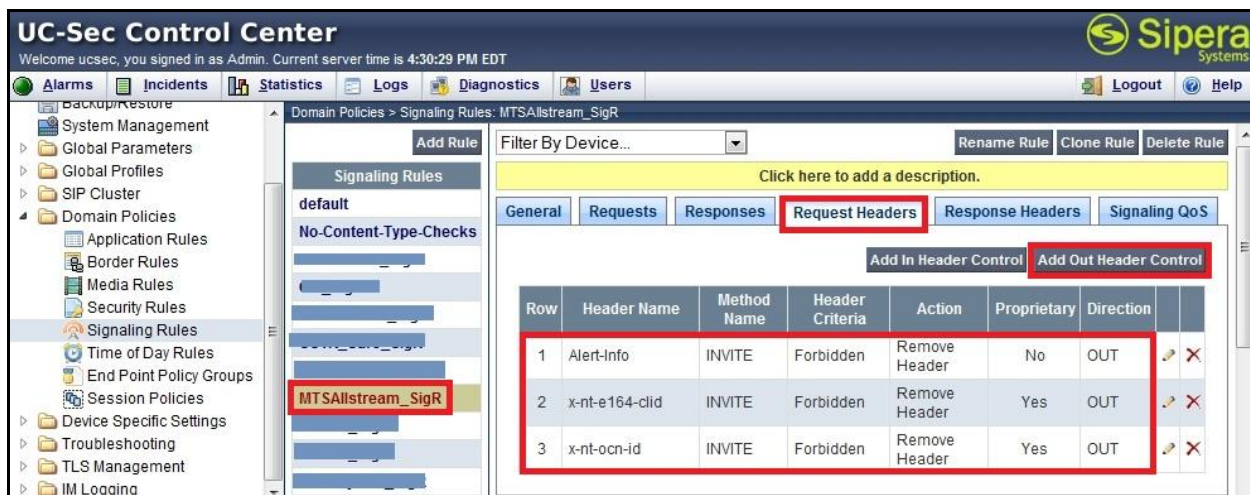 UC-Sec Control Center
Sipera
Systems
Welcome ucsec, you signed in as Admin. Current server time is 4:30:29 PM EDT
Alarms Incidents Statistics Logs Diagnostics Users Logout Help
Backup/Restore
System Management
Global Parameters
Global Profiles
SIP Cluster
Domain Policies
Application Rules
Border Rules
Media Rules
Security Rules
Signaling Rules
Time of Day Rules
End Point Policy Groups
Session Policies
Device Specific Settings
Troubleshooting
TLS Management
IM Logging
Domain Policies > Signaling Rules: MTSAllstream_SigR
Add Rule
Signaling Rules
default
No-Content-Type-Checks
MTSAllstream_SigR
Filter By Device... Rename Rule Clone Rule Delete Rule
Click here to add a description.
General Requests Responses Request Headers Response Headers Signaling QoS
Add In Header Control Add Out Header Control
Row Header Name Method Name Header Criteria Action Proprietary Direction
1 Alert-Info INVITE Forbidden Remove Header No OUT
2 x-nt-e164-clid INVITE Forbidden Remove Header Yes OUT
3 x-nt-ocn-id INVITE Forbidden Remove Header Yes OUT